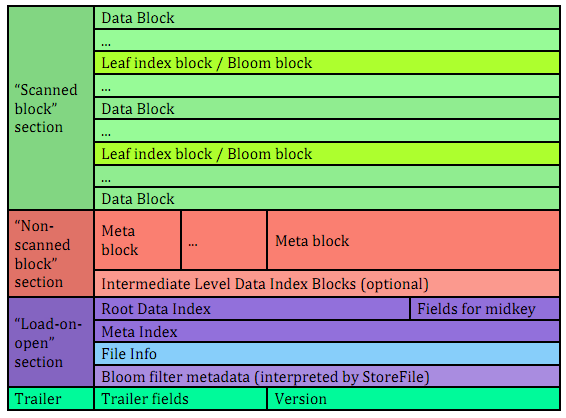 Data Block
...
Leaf index block / Bloom block
...
“Scanned
block”
section
Data Block
...
Leaf index block / Bloom block
...
Data Block
“Non-
scanned
block”
section
Meta
block
...
Meta block
Intermediate Level Data Index Blocks (optional)
“Load-on-
open”
section
Root Data Index
Fields for midkey
Meta Index
File Info
Bloom filter metadata (interpreted by StoreFile)
Trailer
Trailer fields
Version